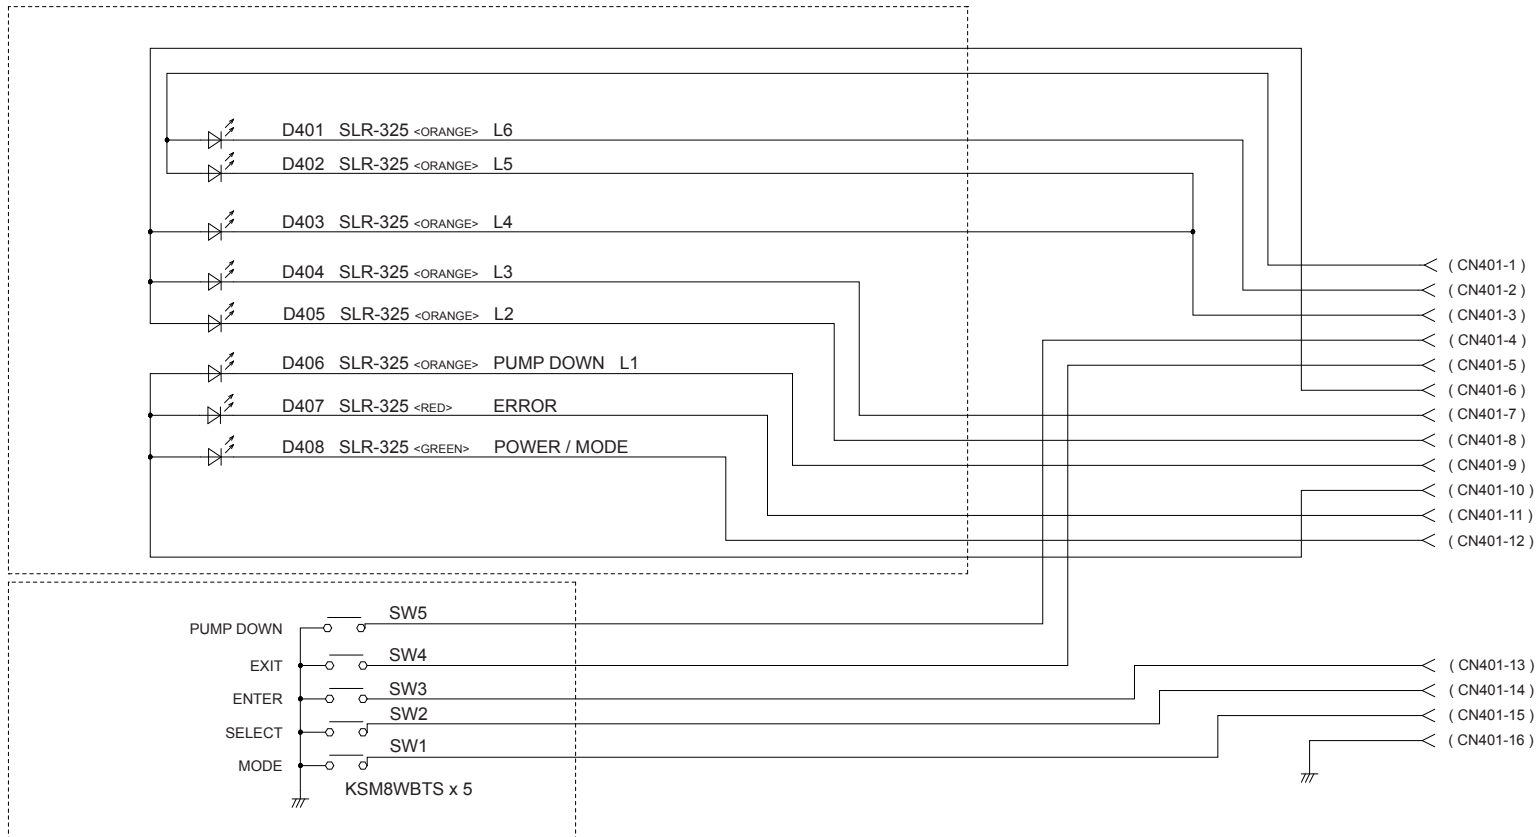 D401 SLR-325 <ORANGE> L6
D402 SLR-325 <ORANGE> L5
D403 SLR-325 <ORANGE> L4
D404 SLR-325 <ORANGE> L3
D405 SLR-325 <ORANGE> L2
D406 SLR-325 <ORANGE> PUMP DOWN L1
D407 SLR-325 <RED> ERROR
D408 SLR-325 <GREEN> POWER / MODE
( CN401-1 )
( CN401-2 )
( CN401-3 )
( CN401-4 )
( CN401-5 )
( CN401-6 )
( CN401-7 )
( CN401-8 )
( CN401-9 )
( CN401-10 )
( CN401-11 )
( CN401-12 )
PUMP DOWN SW5
EXIT SW4
ENTER SW3
SELECT SW2
MODE SW1
KSM8WBTS x 5
( CN401-13 )
( CN401-14 )
( CN401-15 )
( CN401-16 )